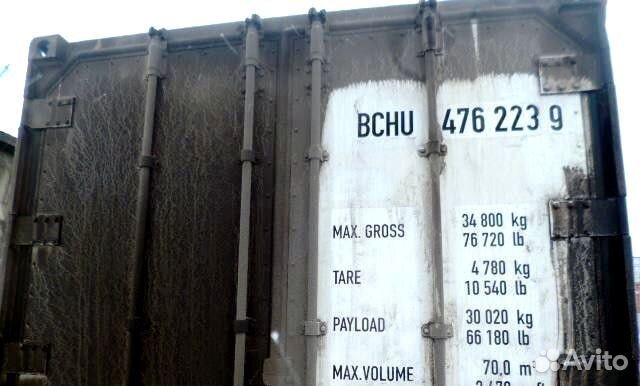 BCHU 476 223 9
MAX. GROSS 34 800 kg
76 720 lb
TARE 4 780 kg
10 540 lb
PAYLOAD 30 020 kg
66 180 lb
MAX.VOLUME 70,0 m
Avito